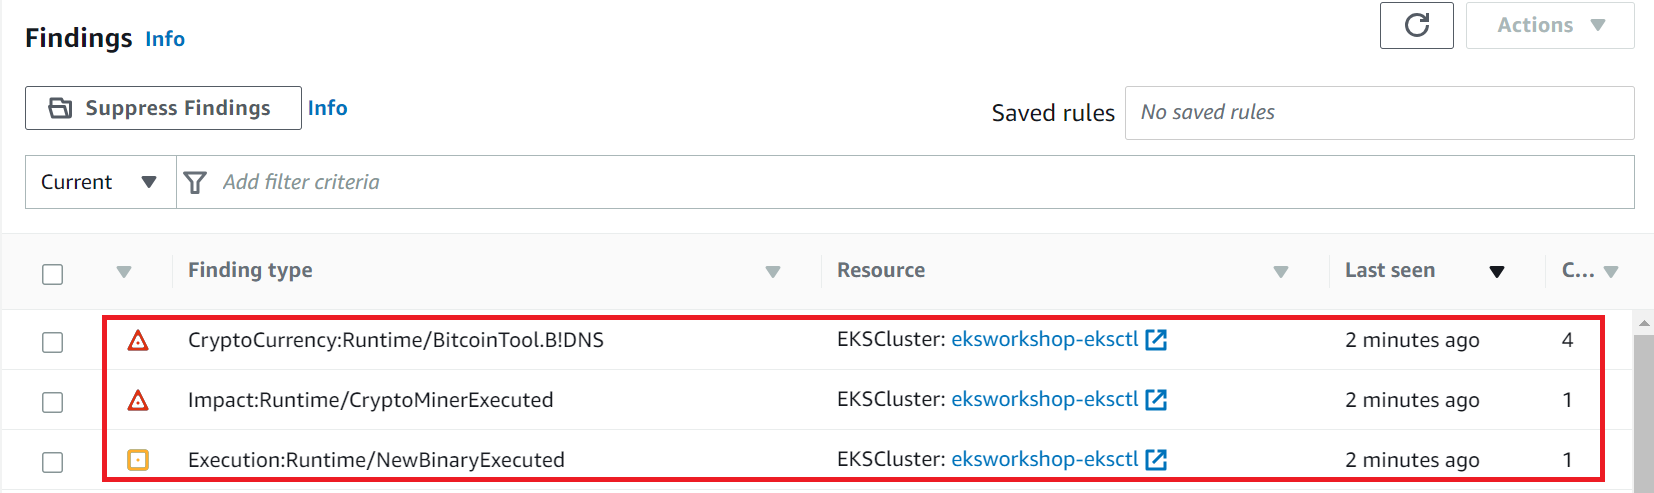 Findings Info
Actions
Suppress Findings Info
Saved rules No saved rules
Current Add filter criteria
Finding type Resource Last seen C...
CryptoCurrency:Runtime/BitcoinTool.B!DNS EKSCluster: eksworkshop-eksctl 2 minutes ago 4
Impact:Runtime/CryptoMinerExecuted EKSCluster: eksworkshop-eksctl 2 minutes ago 1
Execution:Runtime/NewBinaryExecuted EKSCluster: eksworkshop-eksctl 2 minutes ago 1